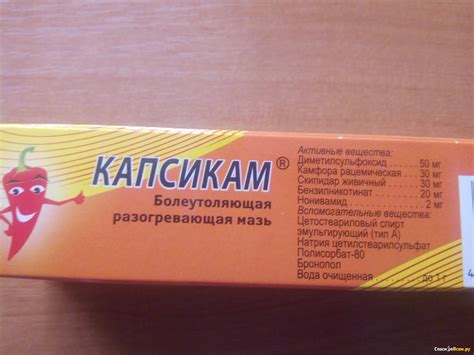 КАПСИКАМ®
Болеутоляющая
разогревающая мазь
Активные вещества:
Диметилсульфоксид ..... 50 мг
Камфора рацемическая ... 30 мг
Скипидар живичный ...... 30 мг
Бензилникотинат ........ 20 мг
Нонивамид .............. 2 мг
Вспомогательные вещества:
Цетостеариловый спирт
эмульгирующий (тип А)
Натрия цетилстеарилсульфат
Полисорбат-80
Бронопол
Вода очищенная ......... до 1 г